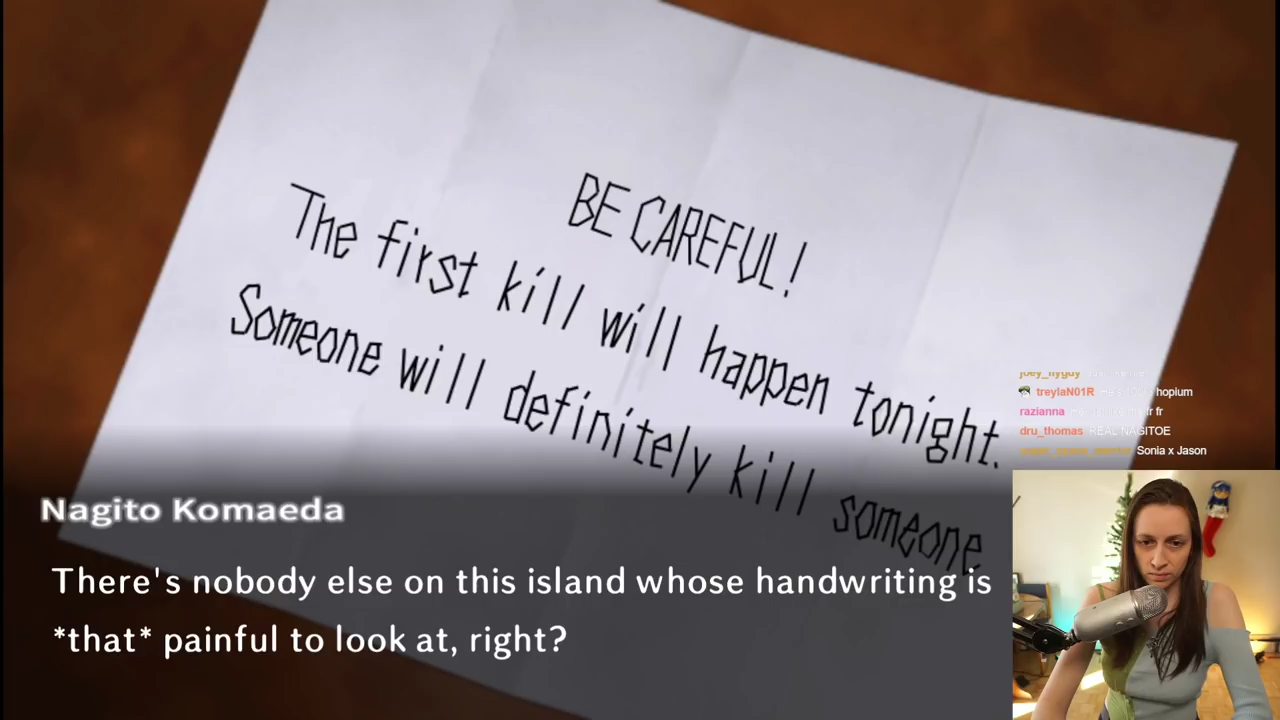 BE CAREFUL!
The first kill will happen tonight.
Someone will definitely kill someone.
treylaN01R hopium
razianna fr fr
dru_thomas REAL NAGITOE
Sonia x Jason
Nagito Komaeda
There's nobody else on this island whose handwriting is
*that* painful to look at, right?